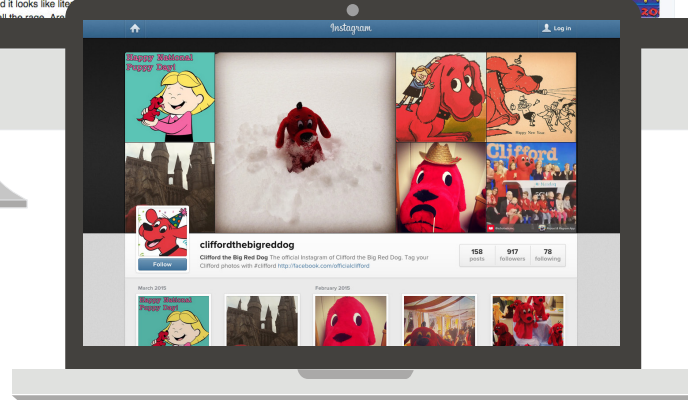 d it looks like lite
all the rage. Are
20
Instagram
Log in
Happy National
Puppy Day!
Happy New Year
Clifford
cliffordthebigreddog
Follow
Clifford the Big Red Dog The official Instagram of Clifford the Big Red Dog. Tag your
Clifford photos with #clifford http://facebook.com/officialclifford
158
posts
917
followers
78
following
March 2015
February 2015
Happy National
Puppy Day!